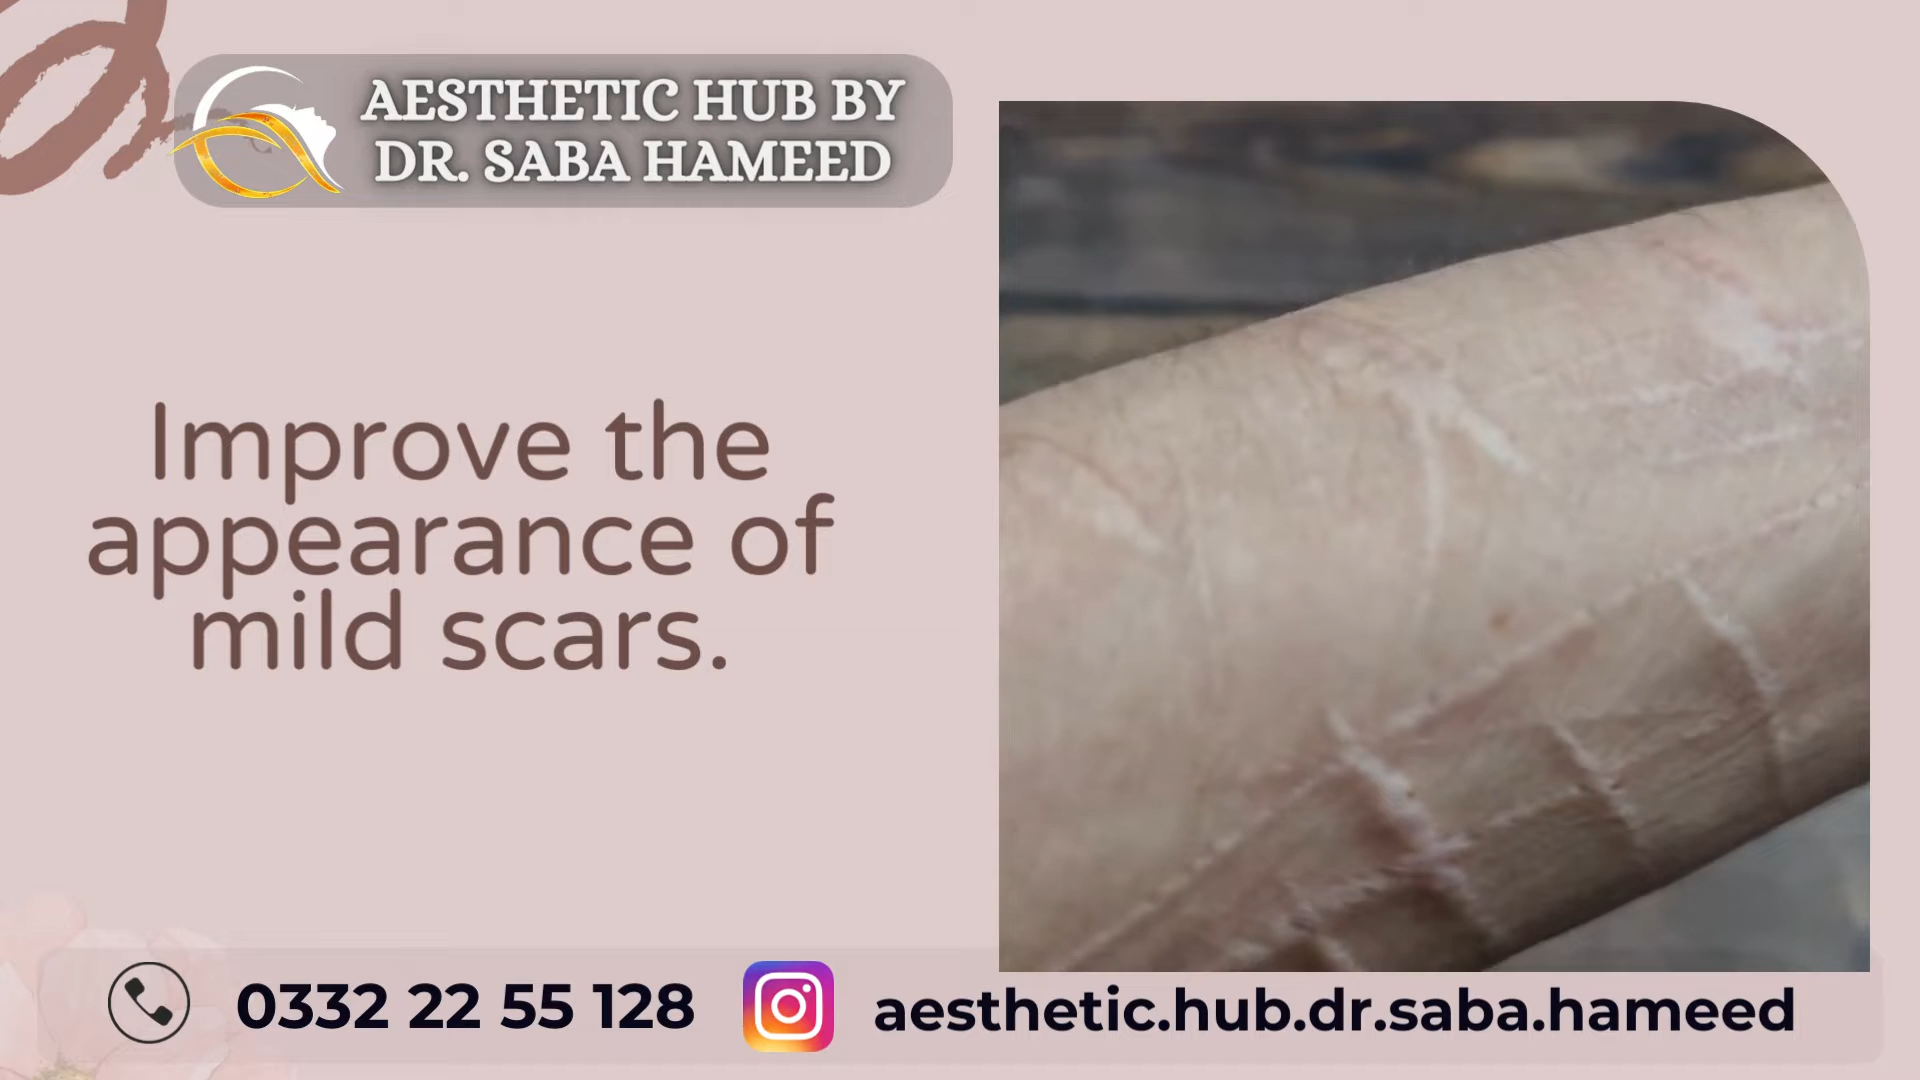 AESTHETIC HUB BY
DR. SABA HAMEED
Improve the
appearance of
mild scars.
0332 22 55 128
aesthetic.hub.dr.saba.hameed